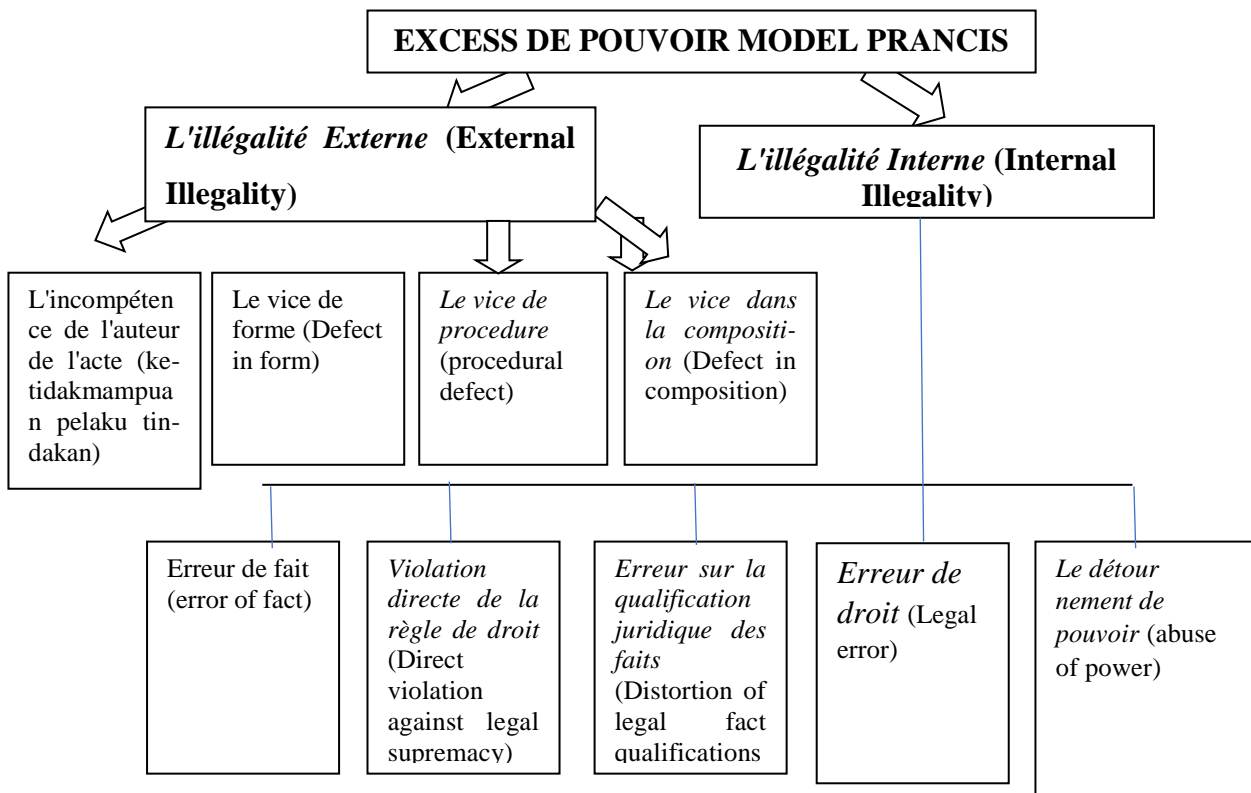 EXCESS DE POUVOIR MODEL PRANCIS
L'illégalité Externe (External
Illegality)
L'illégalité Interne (Internal
Illegality)
L'incompéten
ce de l'auteur
de l'acte (ke-
tidakmampua
n pelaku tin-
dakan)
Le vice de
forme (Defect
in form)
Le vice de
procedure
(procedural
defect)
Le vice dans
la compositi-
on (Defect in
composition)
Erreur de fait
(error of fact)
Violation
directe de la
règle de droit
(Direct
violation
against legal
supremacy)
Erreur sur la
qualification
juridique des
faits
(Distortion of
legal fact
qualifications
Erreur de
droit (Legal
error)
Le détour
nement de
pouvoir (abuse
of power)